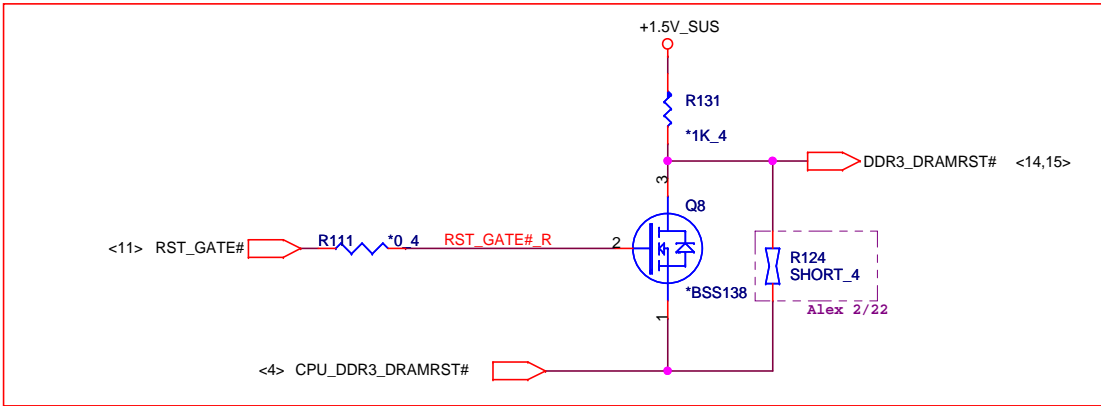 +1.5V_SUS
R131
*1K_4
DDR3_DRAMRST# <14,15>
3
Q8
<11> RST_GATE# R111 *0_4 RST_GATE#_R 2
R124
SHORT_4
*BSS138
Alex 2/22
1
<4> CPU_DDR3_DRAMRST#